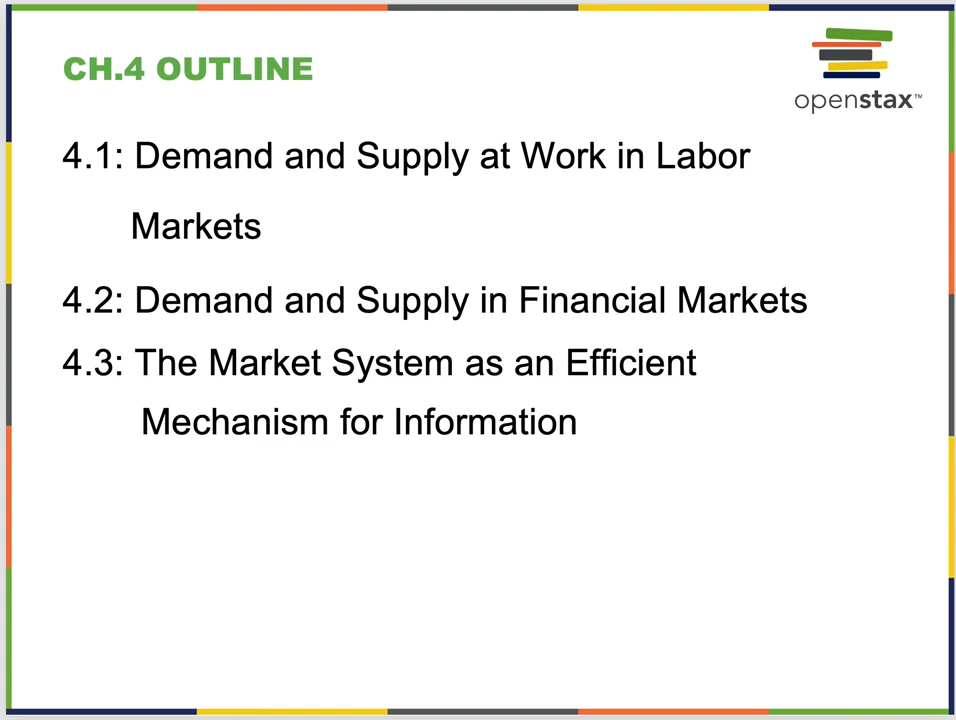 CH.4 OUTLINE
openstax™
4.1: Demand and Supply at Work in Labor
Markets
4.2: Demand and Supply in Financial Markets
4.3: The Market System as an Efficient
Mechanism for Information